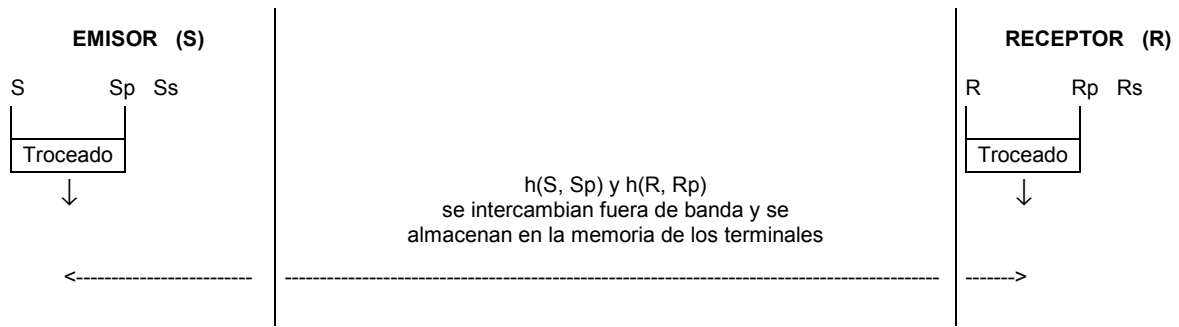 EMISOR (S)
RECEPTOR (R)
S Sp Ss
R Rp Rs
Troceado
Troceado
h(S, Sp) y h(R, Rp)
se intercambian fuera de banda y se
almacenan en la memoria de los terminales